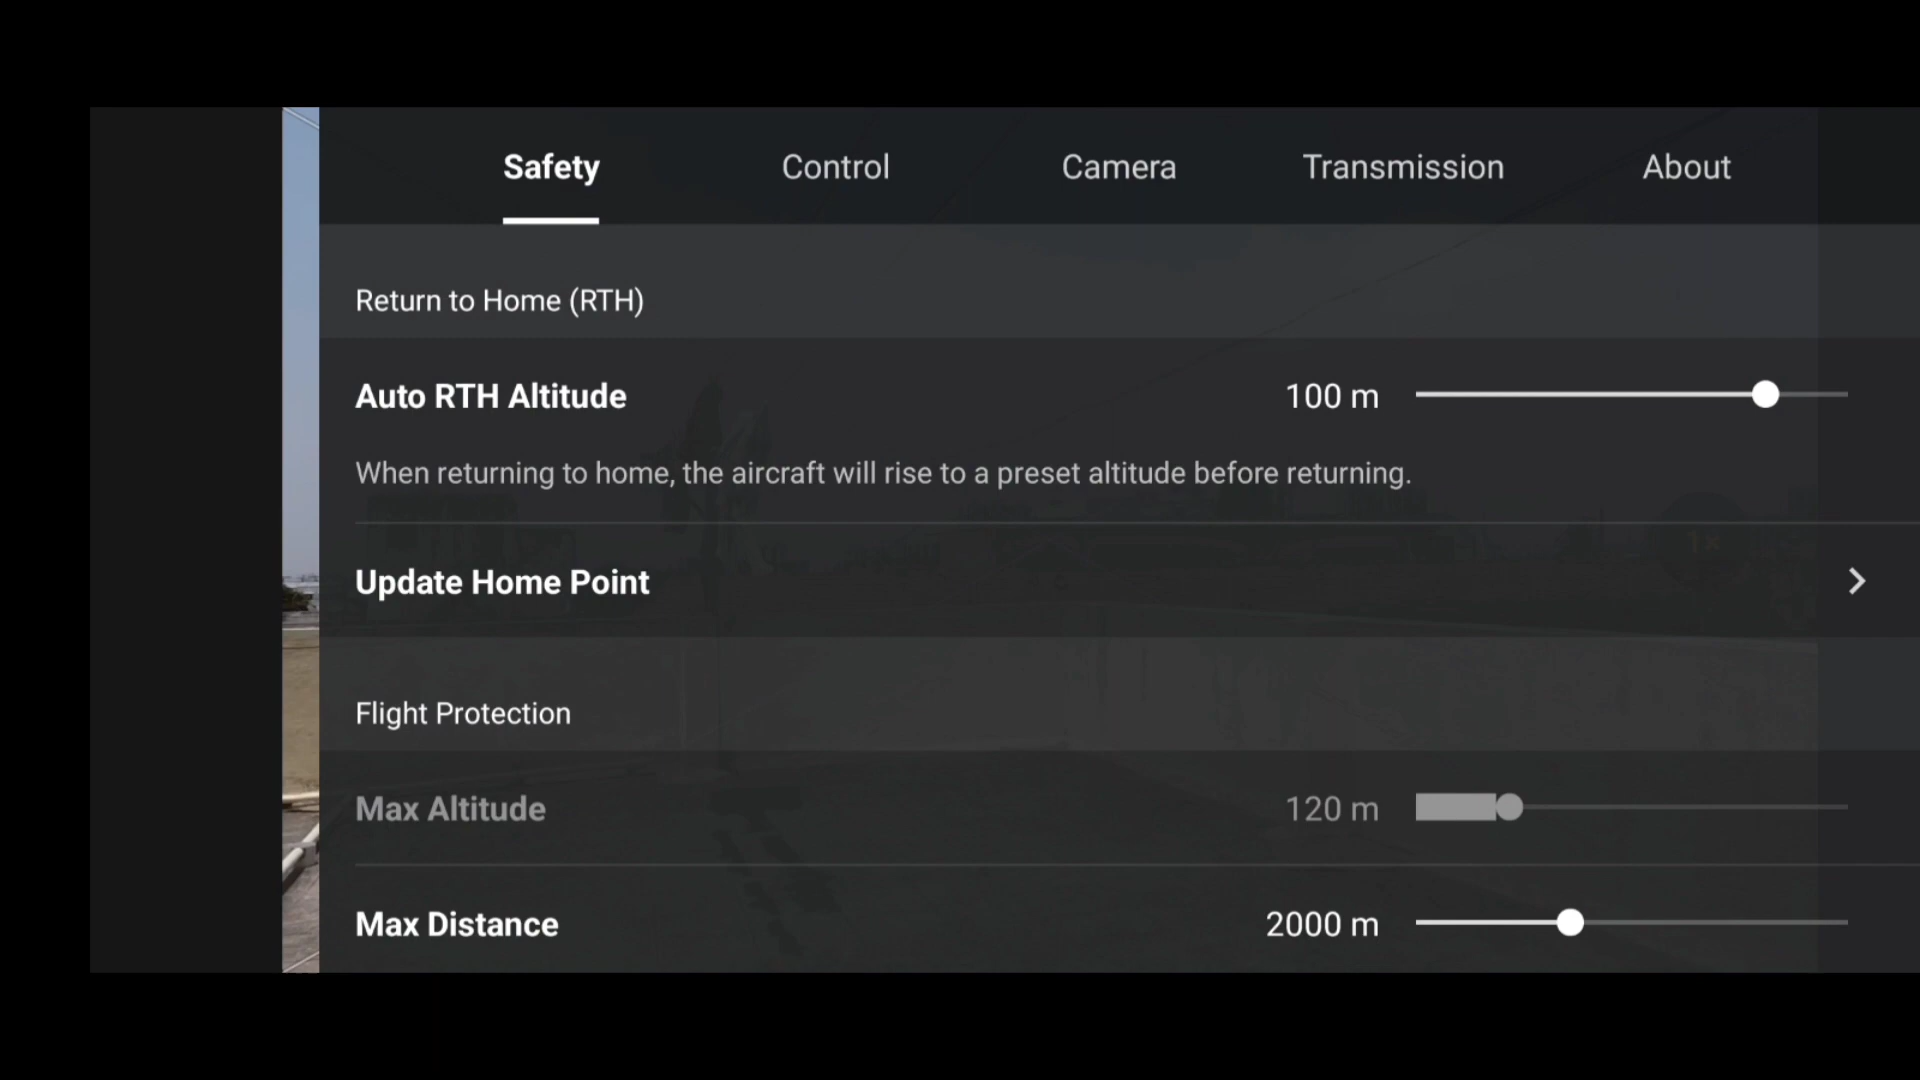 Safety Control Camera Transmission About
Return to Home (RTH)
Auto RTH Altitude 100 m
When returning to home, the aircraft will rise to a preset altitude before returning.
Update Home Point
Flight Protection
Max Altitude 120 m
Max Distance 2000 m